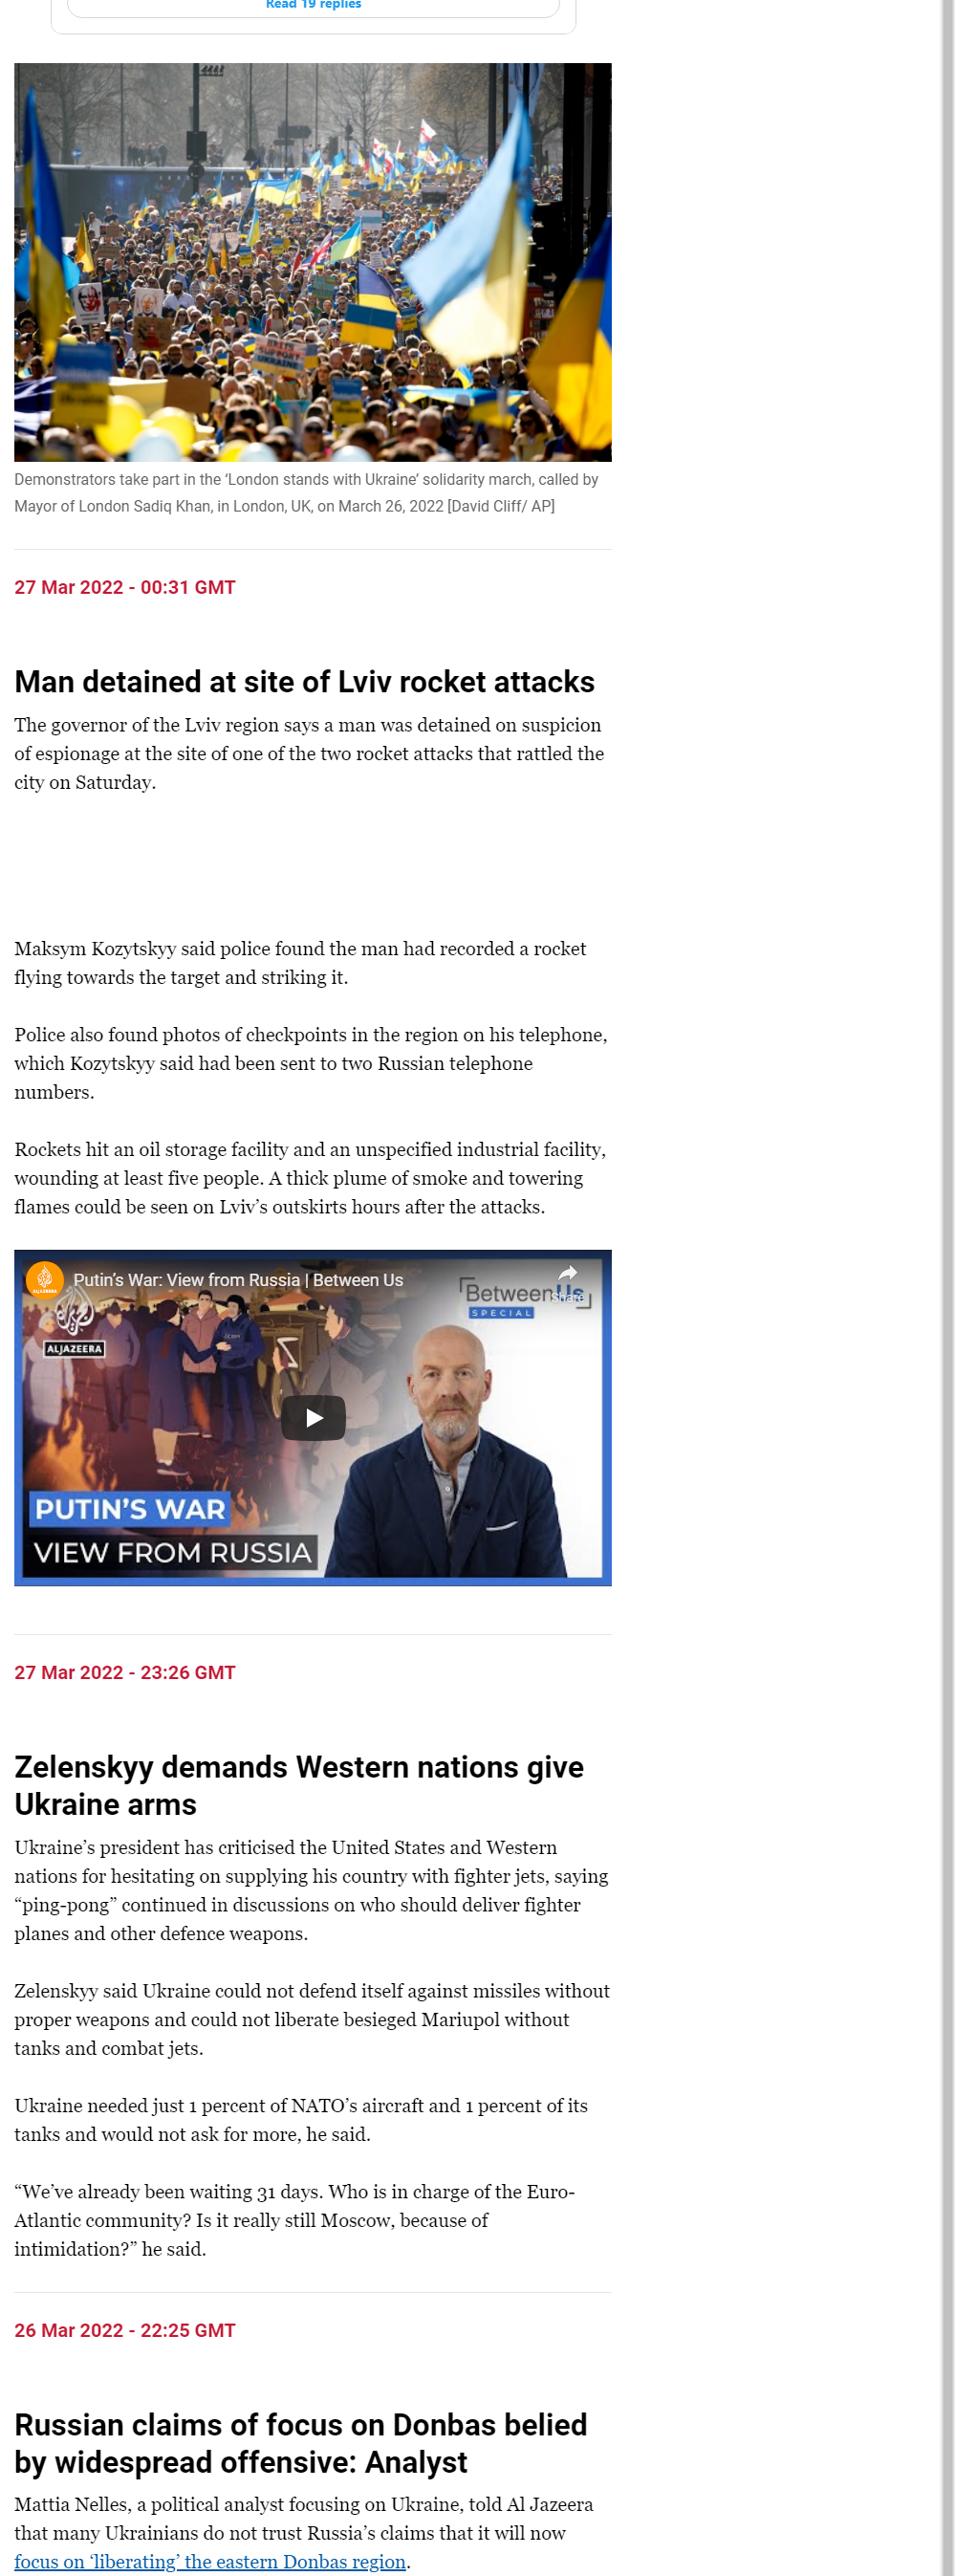 Read 19 replies
UKRAINE
Demonstrators take part in the ‘London stands with Ukraine’ solidarity march, called by
Mayor of London Sadiq Khan, in London, UK, on March 26, 2022 [David Cliff/ AP]
27 Mar 2022 - 00:31 GMT
Man detained at site of Lviv rocket attacks
The governor of the Lviv region says a man was detained on suspicion
of espionage at the site of one of the two rocket attacks that rattled the
city on Saturday.
Maksym Kozytskyy said police found the man had recorded a rocket
flying towards the target and striking it.
Police also found photos of checkpoints in the region on his telephone,
which Kozytskyy said had been sent to two Russian telephone
numbers.
Rockets hit an oil storage facility and an unspecified industrial facility,
wounding at least five people. A thick plume of smoke and towering
flames could be seen on Lviv’s outskirts hours after the attacks.
ALJAZEERA
Putin’s War: View from Russia | Between Us
Share
Between Us
SPECIAL
ALJAZEERA
PUTIN’S WAR
VIEW FROM RUSSIA
27 Mar 2022 - 23:26 GMT
Zelenskyy demands Western nations give
Ukraine arms
Ukraine’s president has criticised the United States and Western
nations for hesitating on supplying his country with fighter jets, saying
“ping-pong” continued in discussions on who should deliver fighter
planes and other defence weapons.
Zelenskyy said Ukraine could not defend itself against missiles without
proper weapons and could not liberate besieged Mariupol without
tanks and combat jets.
Ukraine needed just 1 percent of NATO’s aircraft and 1 percent of its
tanks and would not ask for more, he said.
“We’ve already been waiting 31 days. Who is in charge of the Euro-
Atlantic community? Is it really still Moscow, because of
intimidation?” he said.
26 Mar 2022 - 22:25 GMT
Russian claims of focus on Donbas belied
by widespread offensive: Analyst
Mattia Nelles, a political analyst focusing on Ukraine, told Al Jazeera
that many Ukrainians do not trust Russia’s claims that it will now
focus on ‘liberating’ the eastern Donbas region.